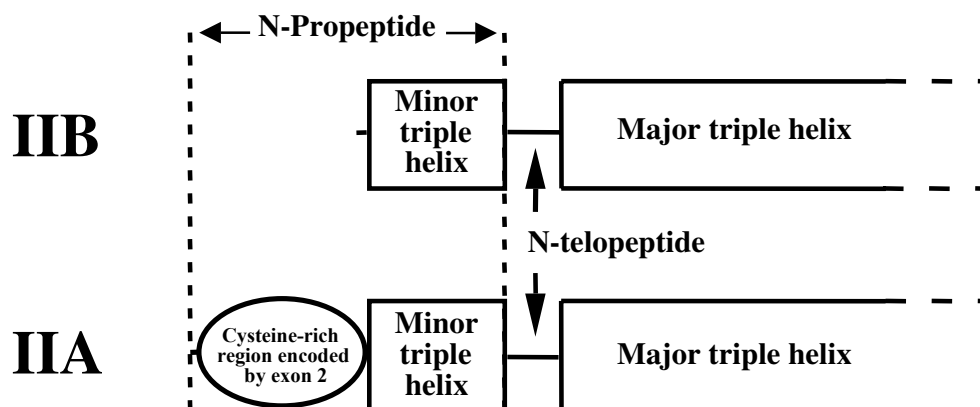 N-Propeptide
IIB
Minor
triple
helix
Major triple helix
N-telopeptide
IIA
Cysteine-rich
region encoded
by exon 2
Minor
triple
helix
Major triple helix